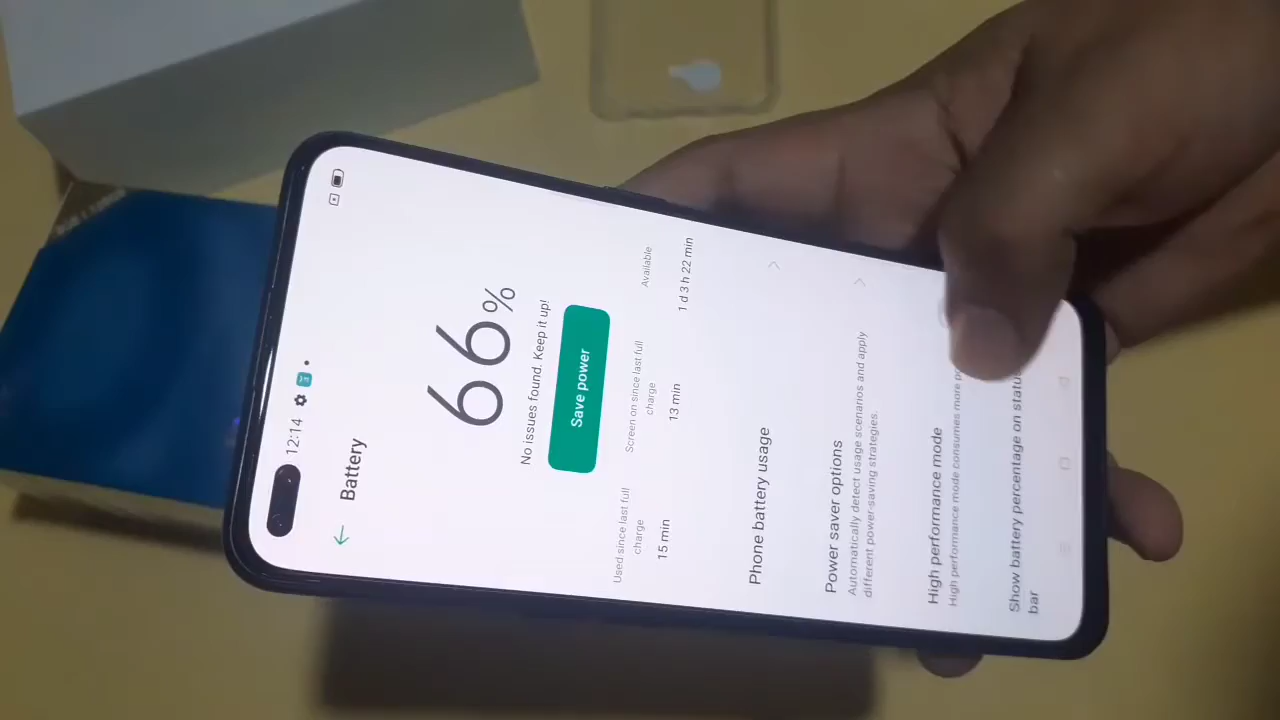 12:14
Battery
66%
No issues found. Keep it up!
Save power
Used since last full
charge
15 min
Screen on since last full
charge
13 min
Available
1 d 3 h 22 min
Phone battery usage
Power saver options
Automatically detect usage scenarios and apply
different power-saving strategies.
High performance mode
High performance mode consumes more
Show battery percentage on status
bar